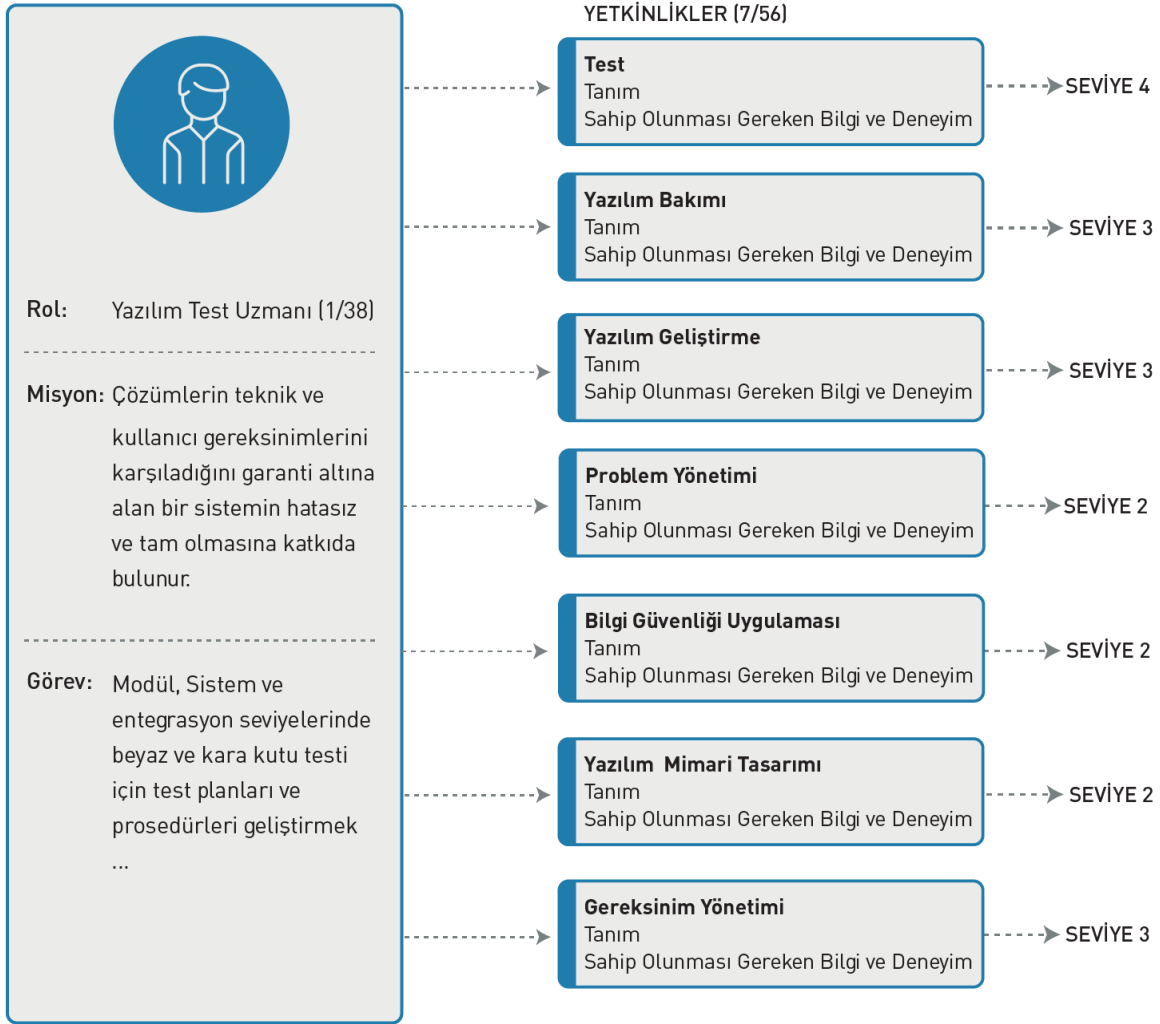 Rol: Yazılım Test Uzmanı (1/38)
Misyon: Çözümlerin teknik ve
kullanıcı gereksinimlerini
karşıladığını garanti altına
alan bir sistemin hatasız
ve tam olmasına katkıda
bulunur.
Görev: Modül, Sistem ve
entegrasyon seviyelerinde
beyaz ve kara kutu testi
için test planları ve
prosedürleri geliştirmek
...
YETKİNLİKLER (7/56)
Test
Tanım
Sahip Olunması Gereken Bilgi ve Deneyim
SEVİYE 4
Yazılım Bakımı
Tanım
Sahip Olunması Gereken Bilgi ve Deneyim
SEVİYE 3
Yazılım Geliştirme
Tanım
Sahip Olunması Gereken Bilgi ve Deneyim
SEVİYE 3
Problem Yönetimi
Tanım
Sahip Olunması Gereken Bilgi ve Deneyim
SEVİYE 2
Bilgi Güvenliği Uygulaması
Tanım
Sahip Olunması Gereken Bilgi ve Deneyim
SEVİYE 2
Yazılım Mimari Tasarımı
Tanım
Sahip Olunması Gereken Bilgi ve Deneyim
SEVİYE 2
Gereksinim Yönetimi
Tanım
Sahip Olunması Gereken Bilgi ve Deneyim
SEVİYE 3